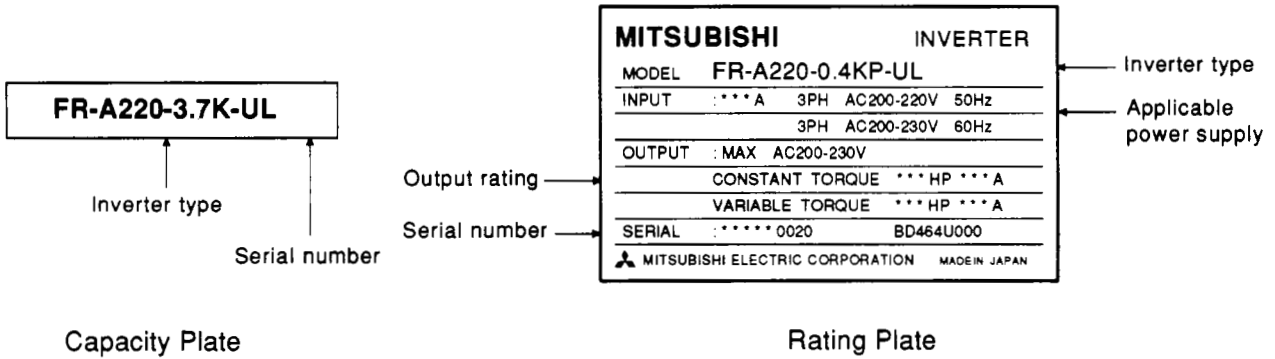 FR-A220-3.7K-UL
Inverter type
Serial number
Capacity Plate
MITSUBISHI INVERTER
MODEL FR-A220-0.4KP-UL
INPUT :***A 3PH AC200-220V 50Hz
3PH AC200-230V 60Hz
OUTPUT : MAX AC200-230V
CONSTANT TORQUE ***HP ***A
VARIABLE TORQUE ***HP ***A
SERIAL :*****0020 BD464U000
MITSUBISHI ELECTRIC CORPORATION MADE IN JAPAN
Output rating
Serial number
Inverter type
Applicable
power supply
Rating Plate